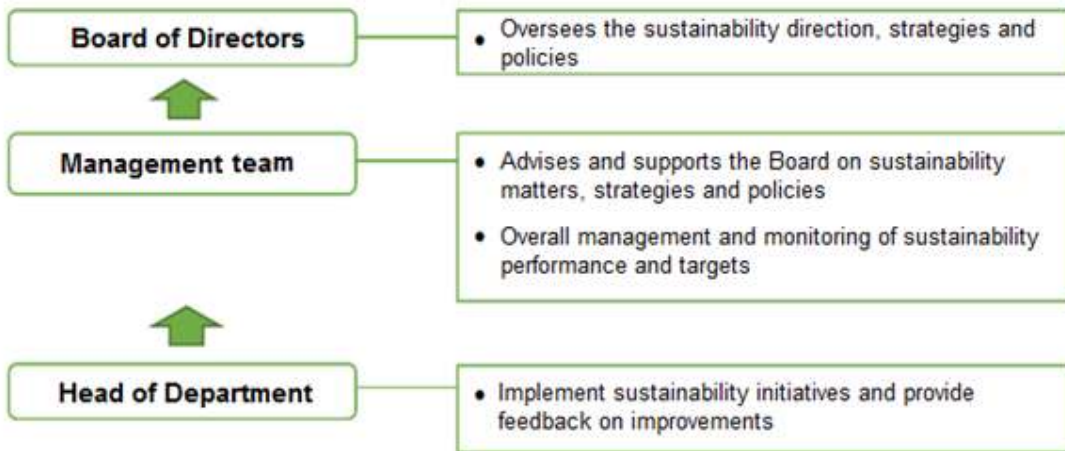 Board of Directors
• Oversees the sustainability direction, strategies and
policies
Management team
• Advises and supports the Board on sustainability
matters, strategies and policies
• Overall management and monitoring of sustainability
performance and targets
Head of Department
• Implement sustainability initiatives and provide
feedback on improvements